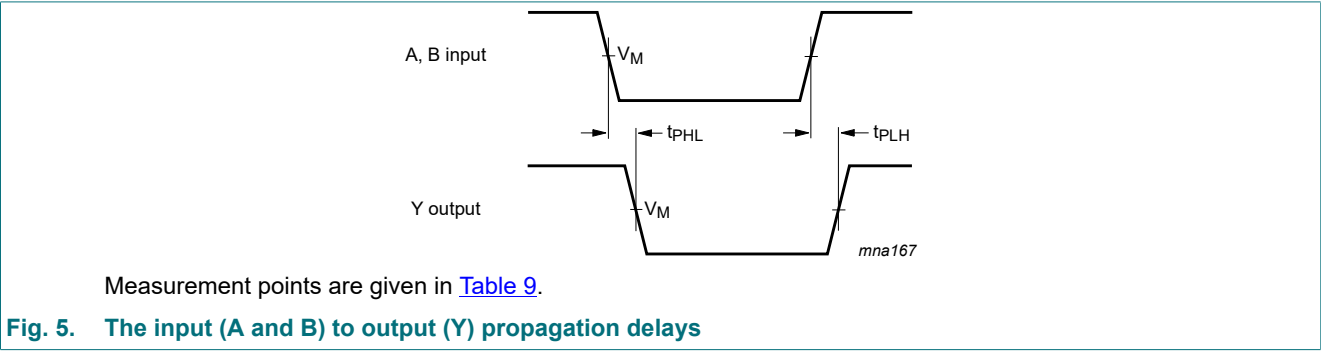 A, B input
VM
tPHL
tPLH
Y output
VM
mna167
Measurement points are given in Table 9.
Fig. 5. The input (A and B) to output (Y) propagation delays